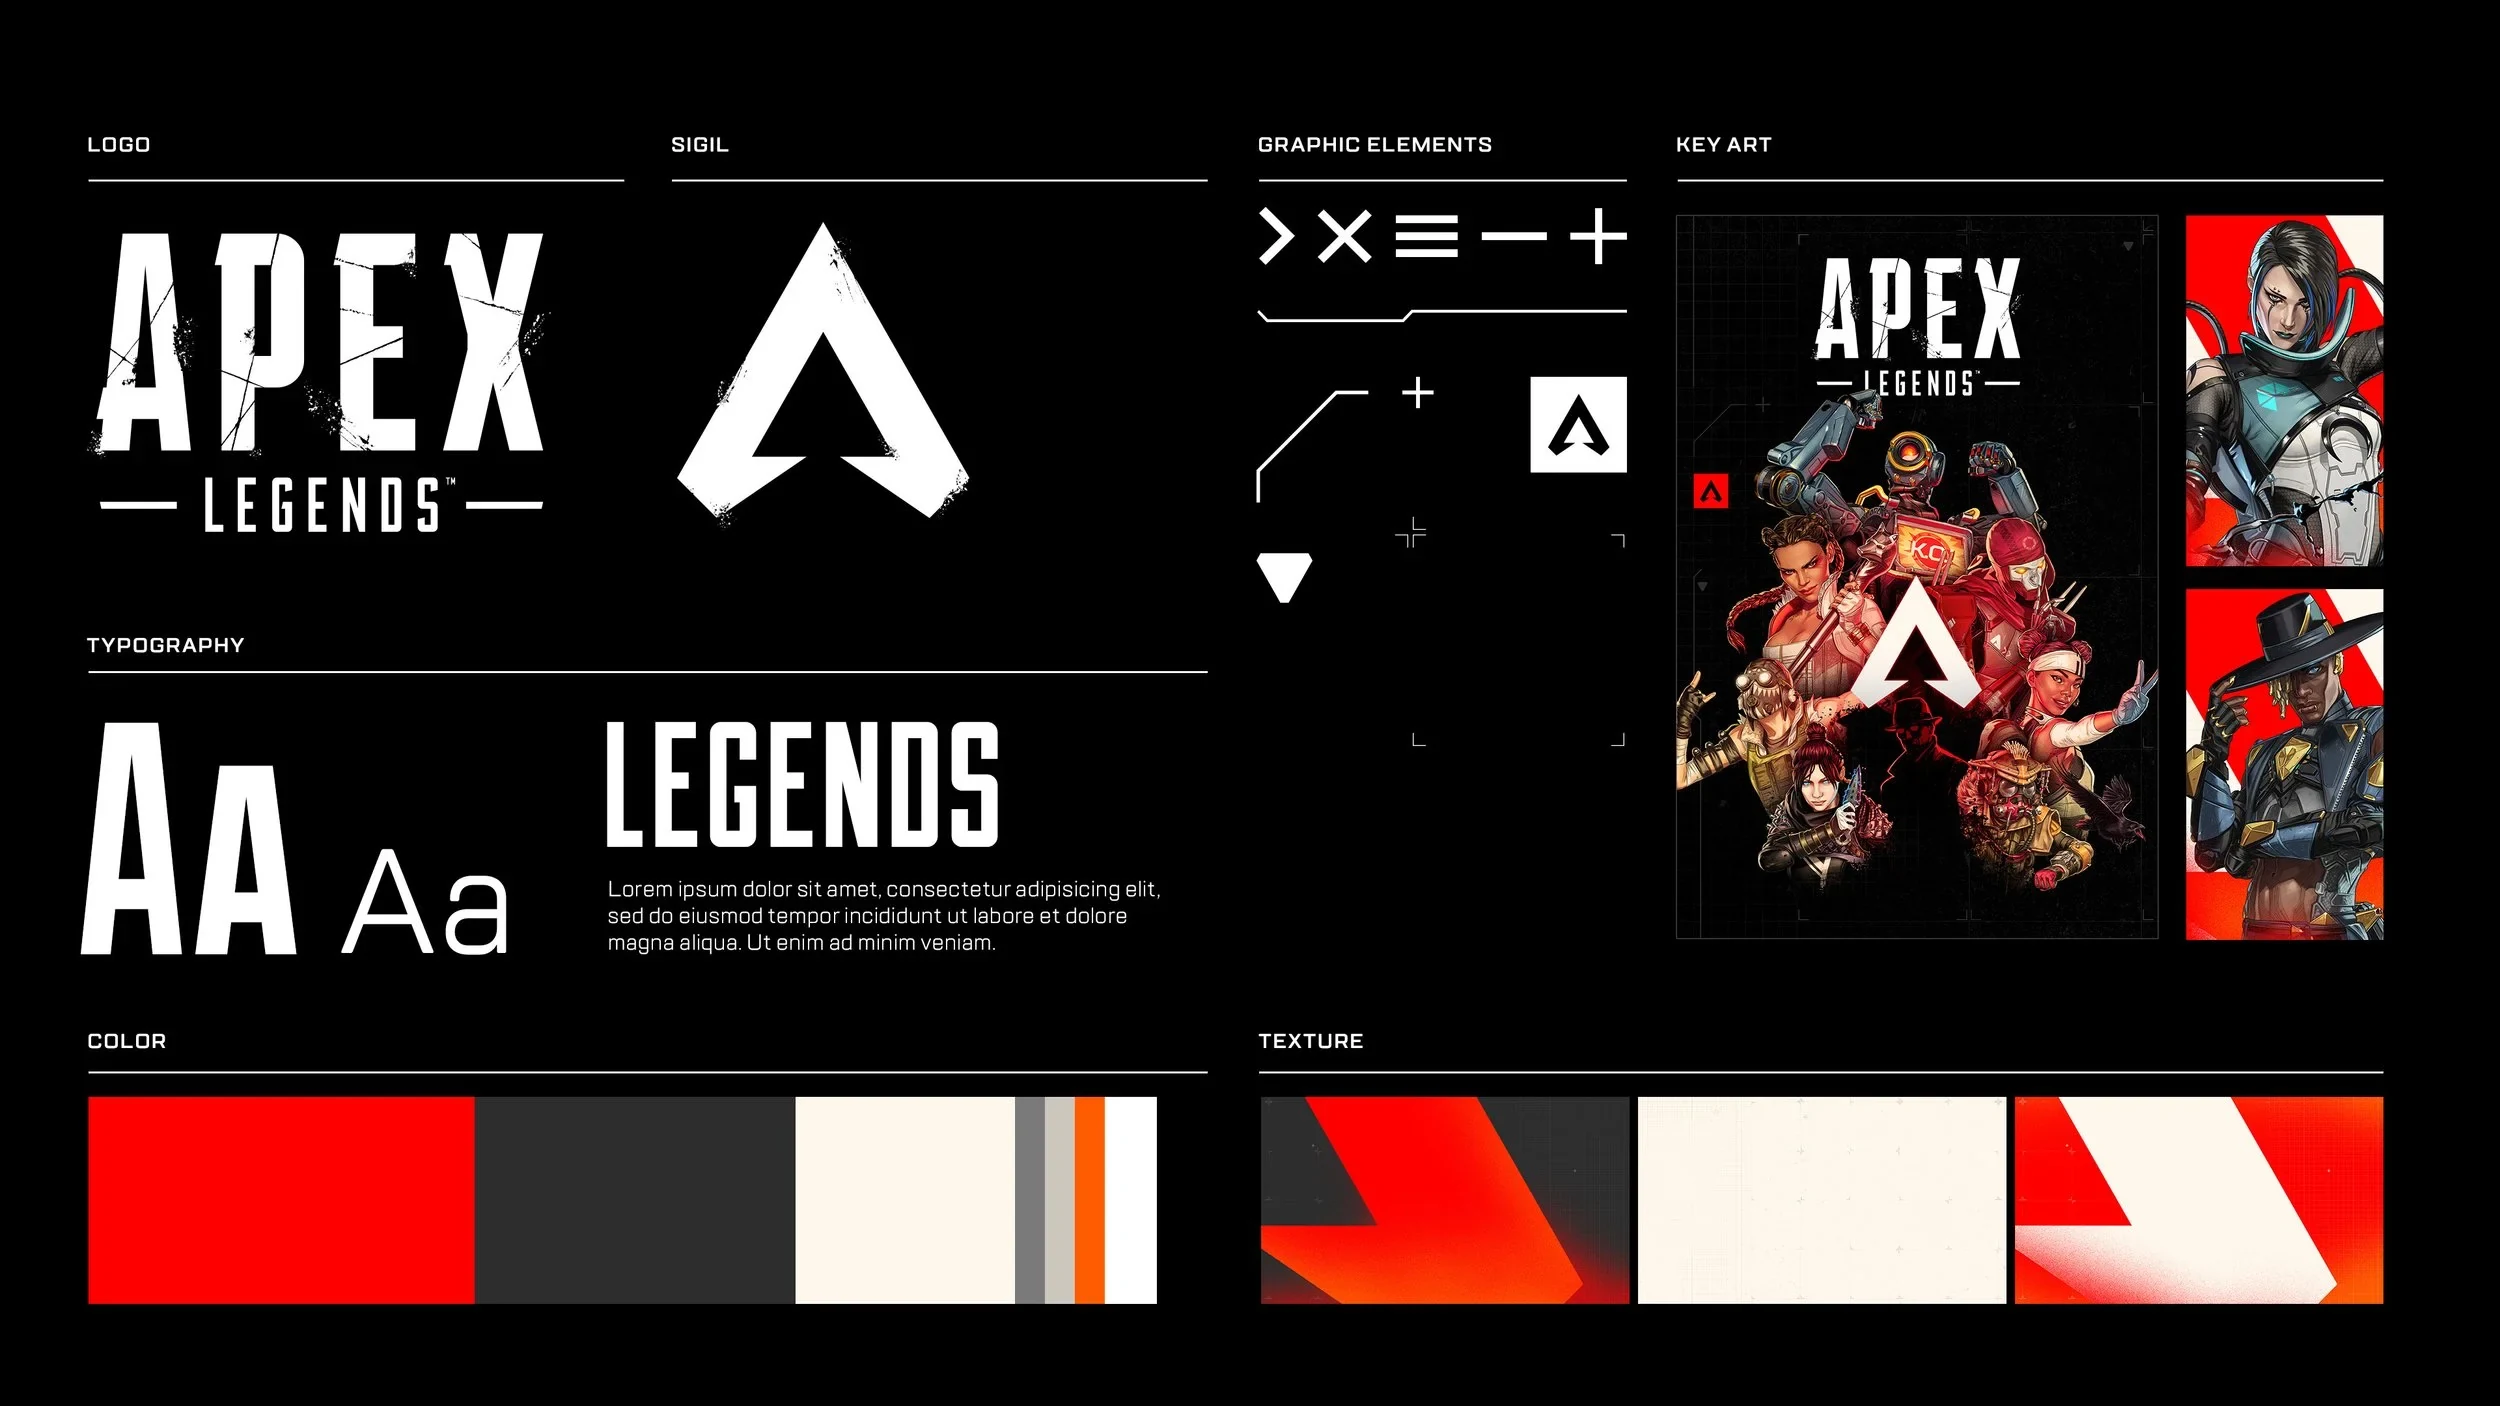 LOGO
SIGIL
GRAPHIC ELEMENTS
KEY ART
APEX
LEGENDS™
APEX
LEGENDS™
K.O
TYPOGRAPHY
Aa Aa
LEGENDS
Lorem ipsum dolor sit amet, consectetur adipisicing elit,
sed do eiusmod tempor incididunt ut labore et dolore
magna aliqua. Ut enim ad minim veniam.
COLOR
TEXTURE